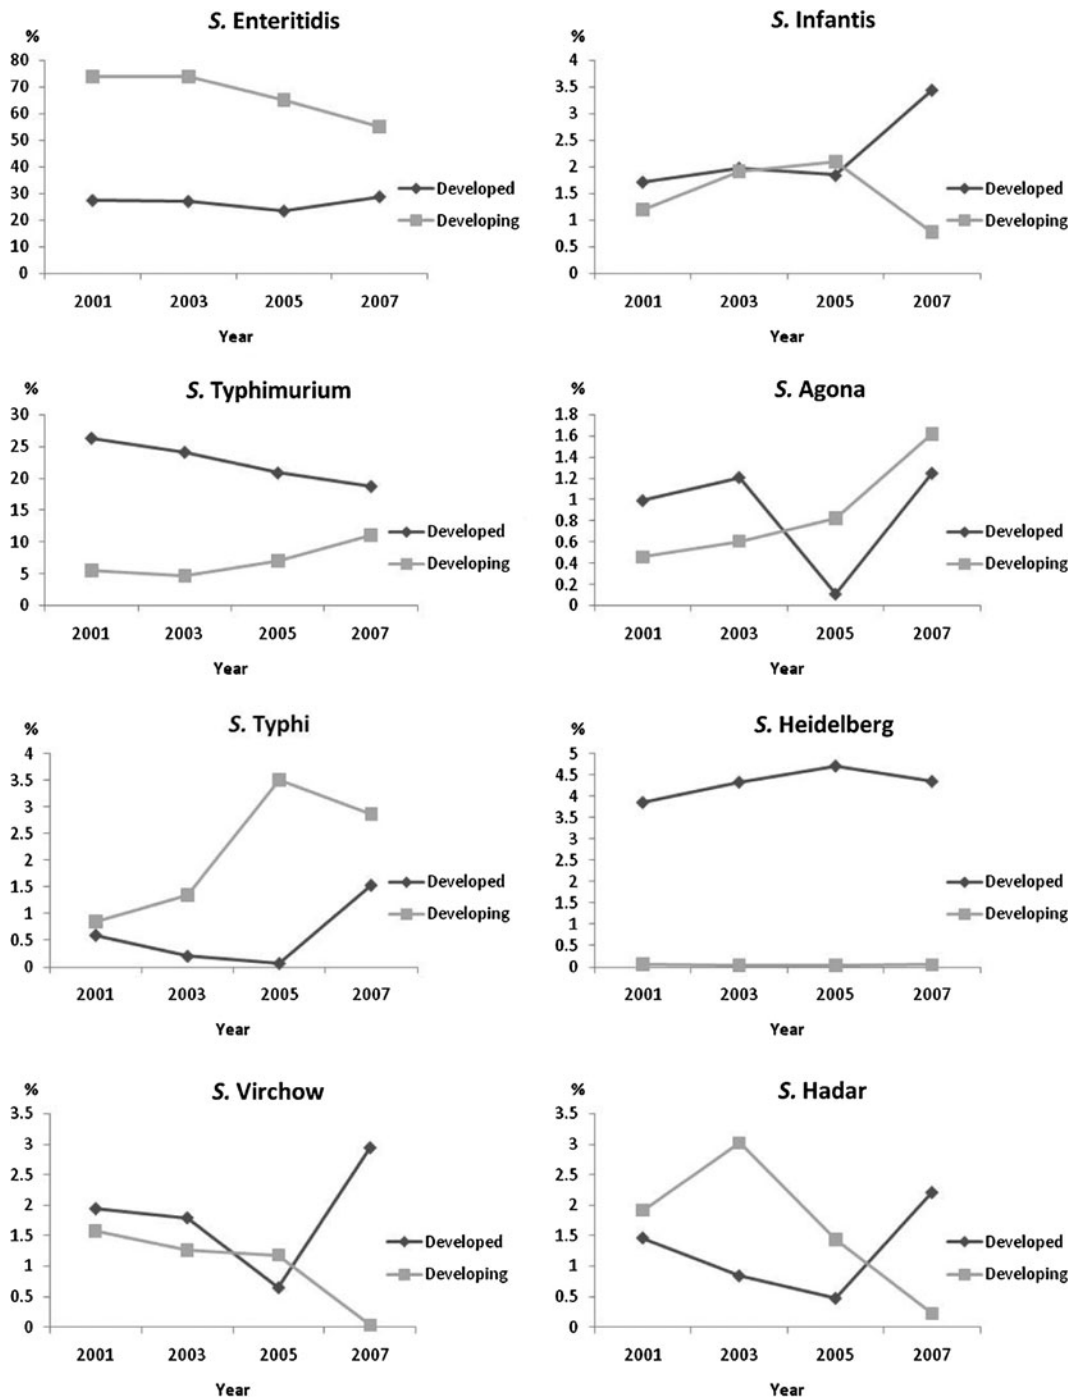 S. Enteritidis
%
80
70
60
50
40
30
20
10
0
Developed
Developing
2001 2003 2005 2007
Year
S. Infantis
%
4
3.5
3
2.5
2
1.5
1
0.5
0
Developed
Developing
2001 2003 2005 2007
Year
S. Typhimurium
%
30
25
20
15
10
5
0
Developed
Developing
2001 2003 2005 2007
Year
S. Agona
%
1.8
1.6
1.4
1.2
1
0.8
0.6
0.4
0.2
0
Developed
Developing
2001 2003 2005 2007
Year
S. Typhi
%
4
3.5
3
2.5
2
1.5
1
0.5
0
Developed
Developing
2001 2003 2005 2007
Year
S. Heidelberg
%
5
4.5
4
3.5
3
2.5
2
1.5
1
0.5
0
Developed
Developing
2001 2003 2005 2007
Year
S. Virchow
%
3.5
3
2.5
2
1.5
1
0.5
0
Developed
Developing
2001 2003 2005 2007
Year
S. Hadar
%
3.5
3
2.5
2
1.5
1
0.5
0
Developed
Developing
2001 2003 2005 2007
Year